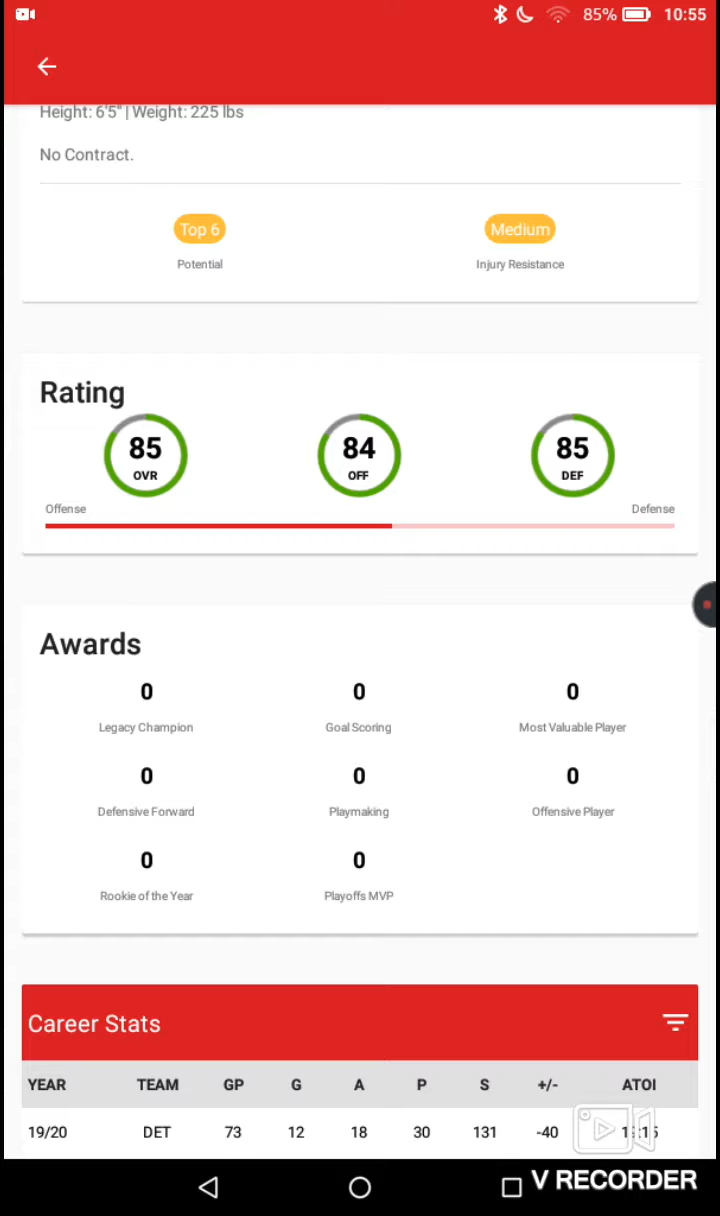 85% 10:55
Height: 6'5" | Weight: 225 lbs
No Contract.
Top 6 Medium
Potential Injury Resistance
Rating
85 84 85
OVR OFF DEF
Offense Defense
Awards
0 0 0
Legacy Champion Goal Scoring Most Valuable Player
0 0 0
Defensive Forward Playmaking Offensive Player
0 0
Rookie of the Year Playoffs MVP
Career Stats
YEAR TEAM GP G A P S +/- ATOI
19/20 DET 73 12 18 30 131 -40
V RECORDER